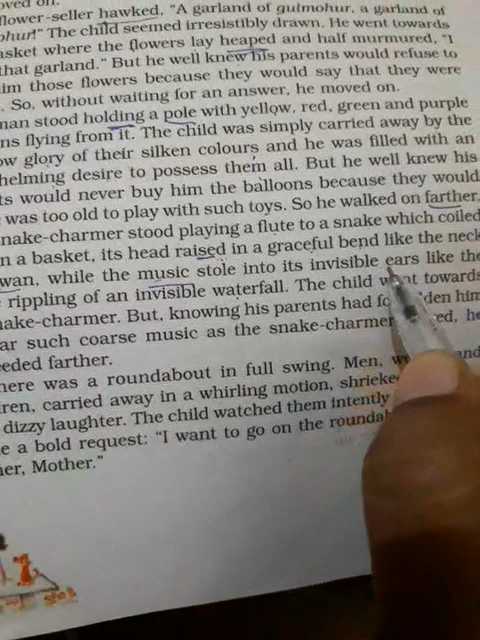 oved on.
flower-seller hawked, "A garland of gulmohur, a garland of
ohur!" The child seemed irresistibly drawn. He went towards
asket where the flowers lay heaped and half murmured, "I
that garland." But he well knew his parents would refuse to
im those flowers because they would say that they were
. So, without waiting for an answer, he moved on.
man stood holding a pole with yellow, red, green and purple
ns flying from it. The child was simply carried away by the
ow glory of their silken colours and he was filled with an
helming desire to possess them all. But he well knew his
ts would never buy him the balloons because they would
was too old to play with such toys. So he walked on farther.
nake-charmer stood playing a flute to a snake which coiled
n a basket, its head raised in a graceful bend like the neck
wan, while the music stole into its invisible ears like the
rippling of an invisible waterfall. The child went towards
nake-charmer. But, knowing his parents had fo den him
ar such coarse music as the snake-charmer ed, he
eeded farther.
here was a roundabout in full swing. Men, w and
ren, carried away in a whirling motion, shrieke
dizzy laughter. The child watched them intently
e a bold request: "I want to go on the rounda
her, Mother."